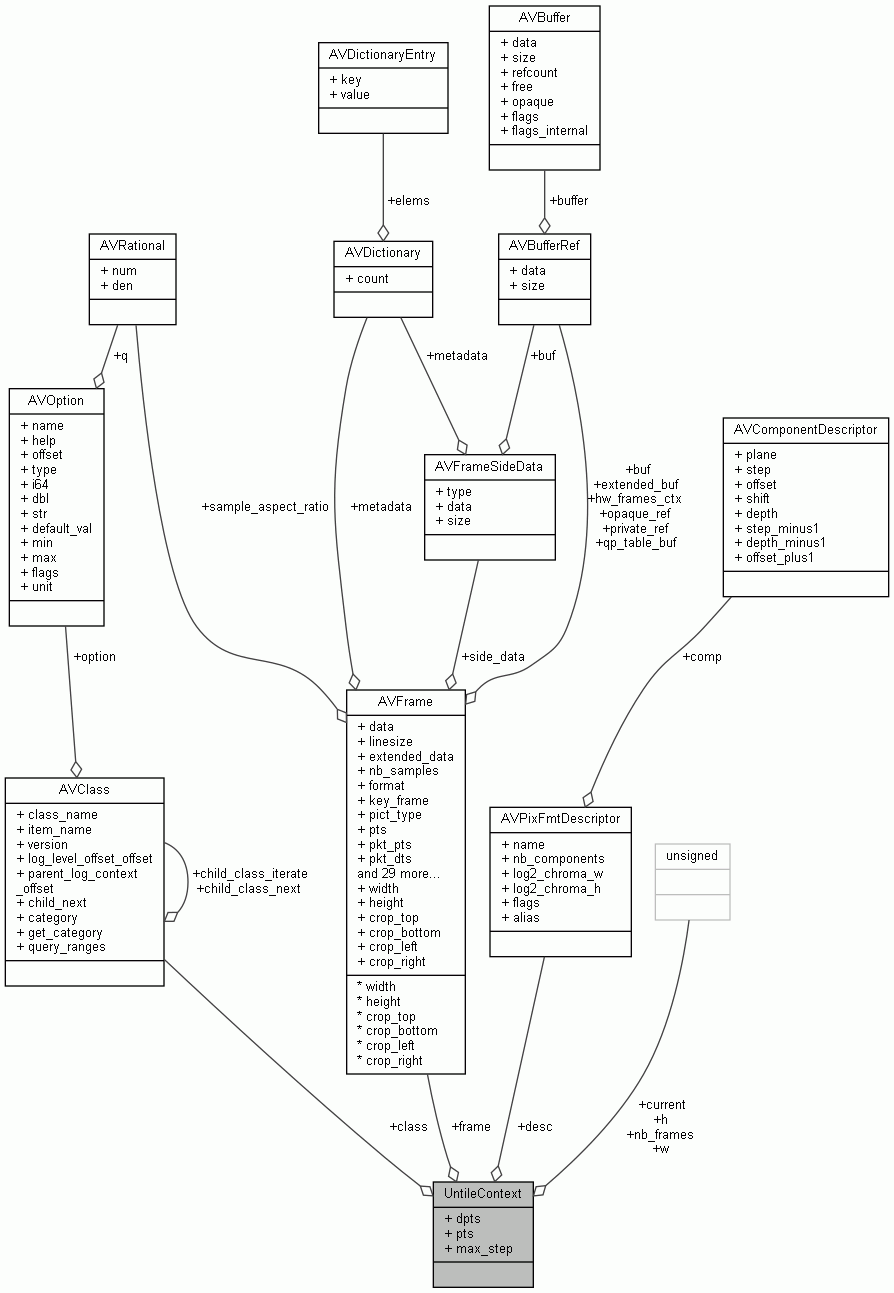 AVBuffer
+ data
+ size
+ refcount
+ free
+ opaque
+ flags
+ flags_internal
AVDictionaryEntry
+ key
+ value
+elems
+buffer
AVRational
+ num
+ den
AVDictionary
+ count
AVBufferRef
+ data
+ size
+q
+metadata
+buf
AVOption
+ name
+ help
+ offset
+ type
+ i64
+ dbl
+ str
+ default_val
+ min
+ max
+ flags
+ unit
AVFrameSideData
+ type
+ data
+ size
AVComponentDescriptor
+ plane
+ step
+ offset
+ shift
+ depth
+ step_minus1
+ depth_minus1
+ offset_plus1
+sample_aspect_ratio
+metadata
+buf
+extended_buf
+hw_frames_ctx
+opaque_ref
+private_ref
+qp_table_buf
+option
+side_data
+comp
AVFrame
+ data
+ linesize
+ extended_data
+ nb_samples
+ format
+ key_frame
+ pict_type
+ pts
+ pkt_pts
+ pkt_dts
and 29 more...
+ width
+ height
+ crop_top
+ crop_bottom
+ crop_left
+ crop_right
* width
* height
* crop_top
* crop_bottom
* crop_left
* crop_right
AVClass
+ class_name
+ item_name
+ version
+ log_level_offset_offset
+ parent_log_context
_offset
+ child_next
+ category
+ get_category
+ query_ranges
+child_class_iterate
+child_class_next
AVPixFmtDescriptor
+ name
+ nb_components
+ log2_chroma_w
+ log2_chroma_h
+ flags
+ alias
unsigned
+class
+frame
+desc
+current
+h
+nb_frames
+w
UntileContext
+ dpts
+ pts
+ max_step